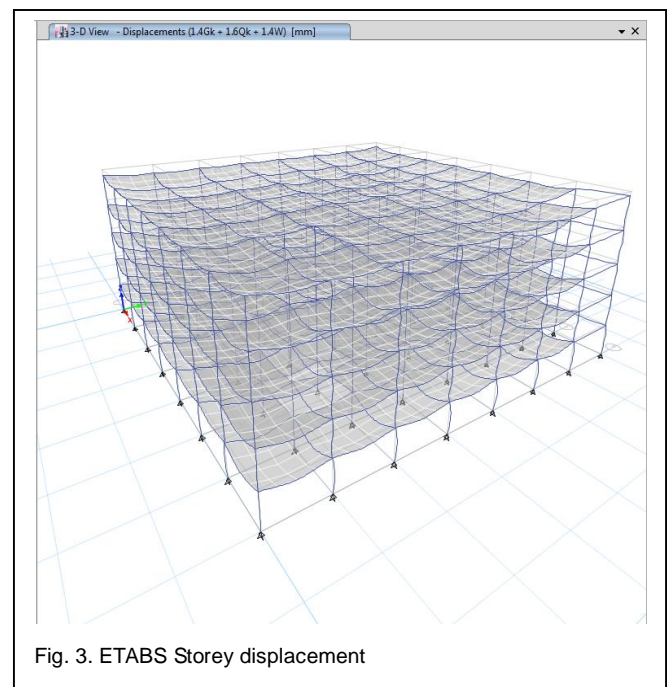 3-D View - Displacements (1.4Gk + 1.6Qk + 1.4W) [mm]
Z
X
Fig. 3. ETABS Storey displacement